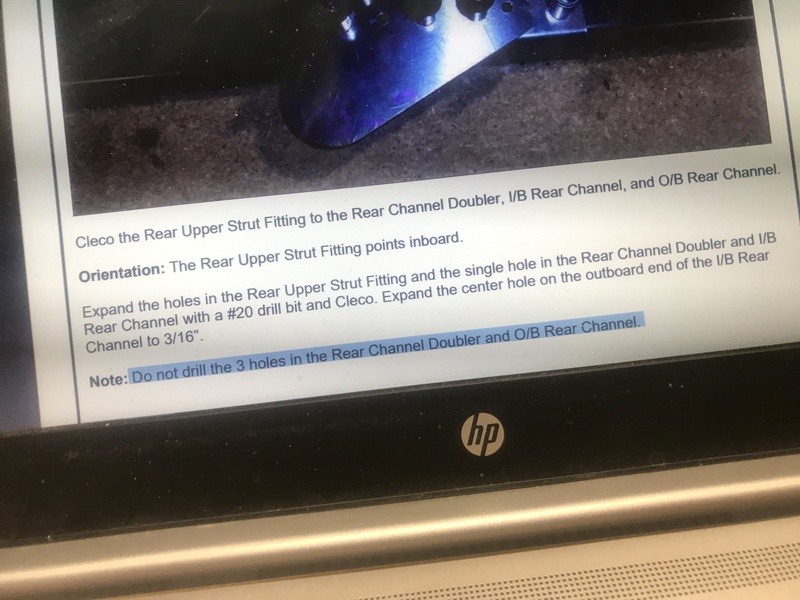 Cleco the Rear Upper Strut Fitting to the Rear Channel Doubler, I/B Rear Channel, and O/B Rear Channel.
Orientation: The Rear Upper Strut Fitting points inboard.
Expand the holes in the Rear Upper Strut Fitting and the single hole in the Rear Channel Doubler and I/B
Rear Channel with a #20 drill bit and Cleco. Expand the center hole on the outboard end of the I/B Rear
Channel to 3/16".
Note: Do not drill the 3 holes in the Rear Channel Doubler and O/B Rear Channel.
hp